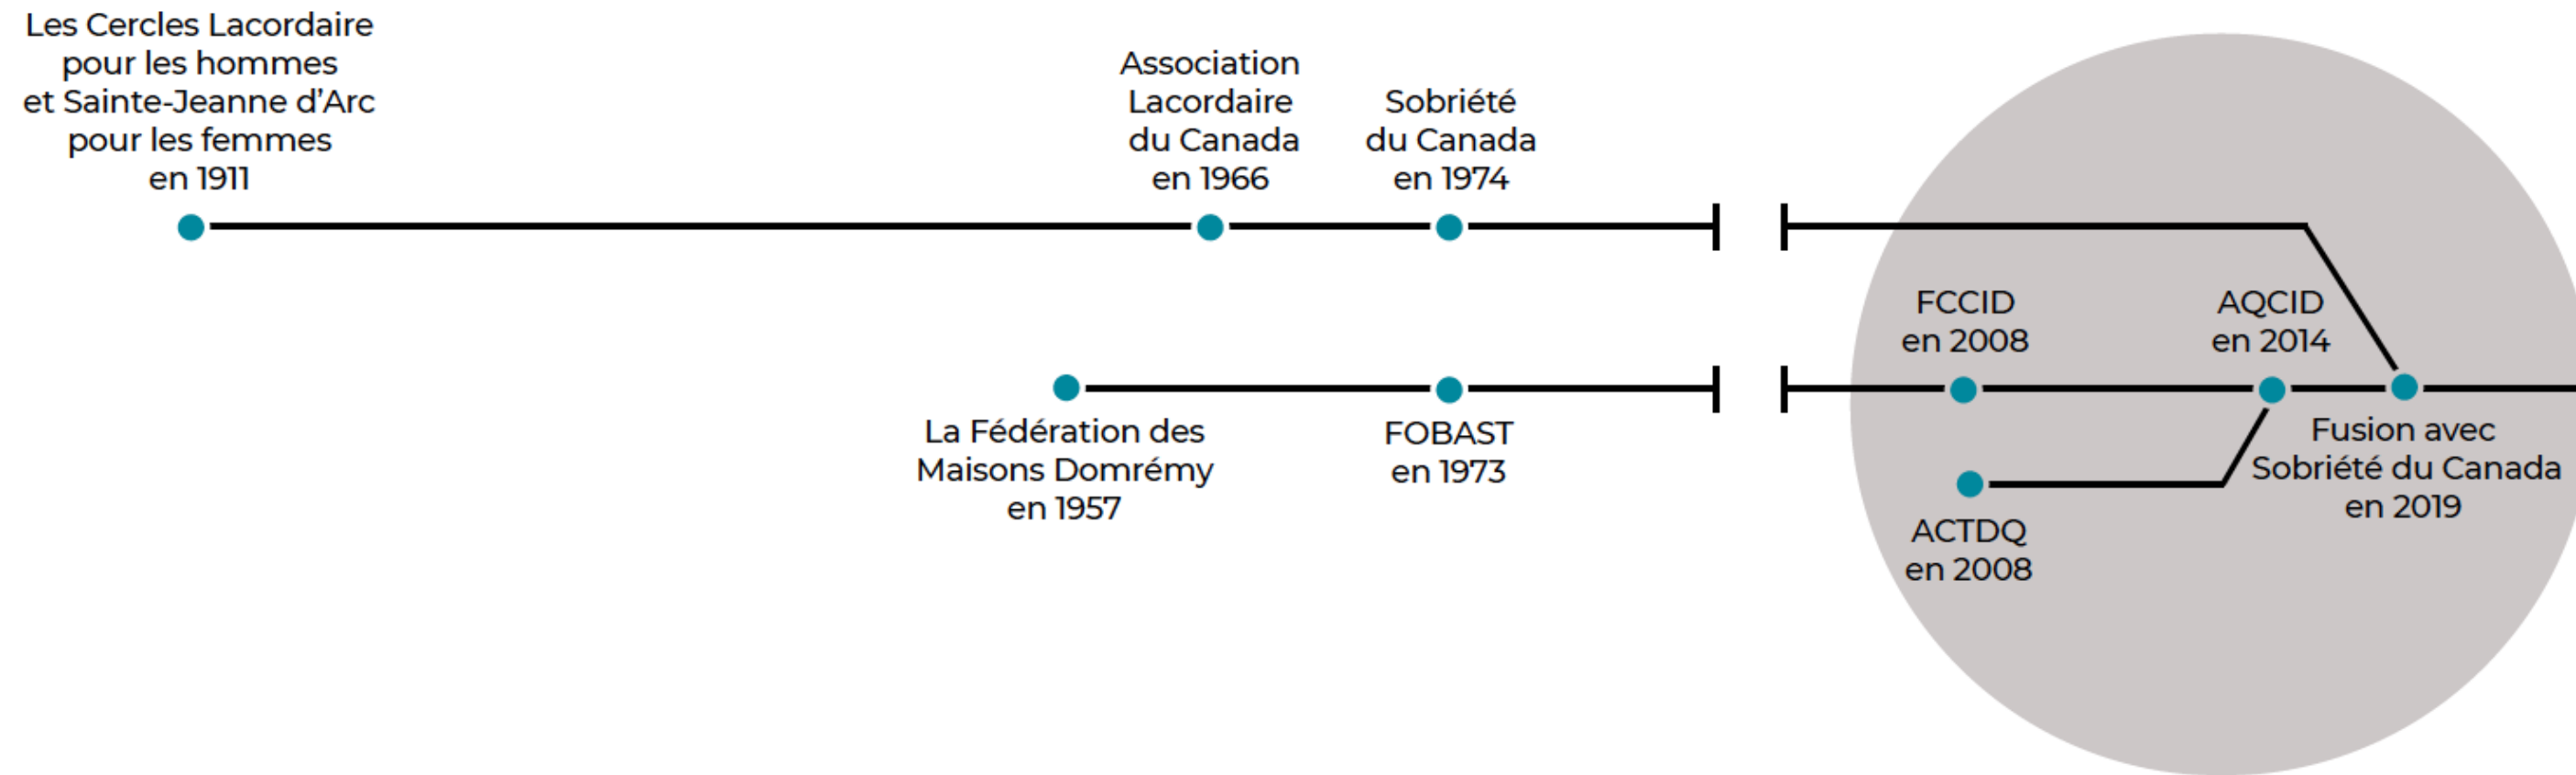 Les Cercles Lacordaire
pour les hommes
et Sainte-Jeanne d'Arc
pour les femmes
en 1911
Association
Lacordaire
du Canada
en 1966
Sobriété
du Canada
en 1974
La Fédération des
Maisons Domrémy
en 1957
FOBAST
en 1973
FCCID
en 2008
AQCID
en 2014
ACTDQ
en 2008
Fusion avec
Sobriété du Canada
en 2019